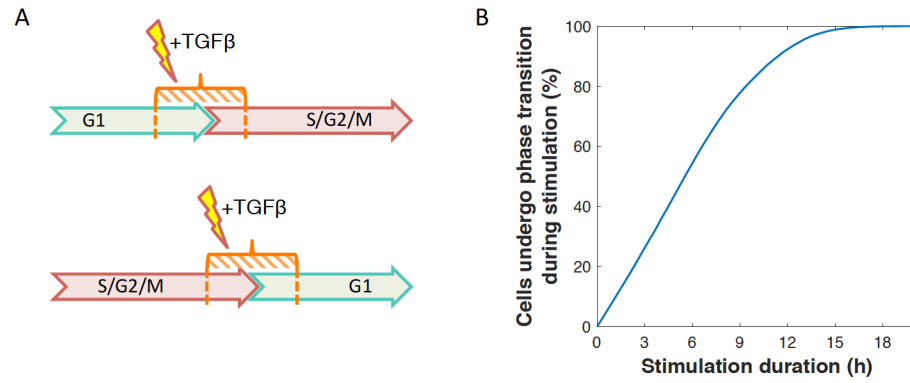 A
+TGFβ
G1
S/G2/M
+TGFβ
S/G2/M
G1
B
Cells undergo phase transition
during stimulation (%)
100
80
60
40
20
0
0 3 6 9 12 15 18
Stimulation duration (h)